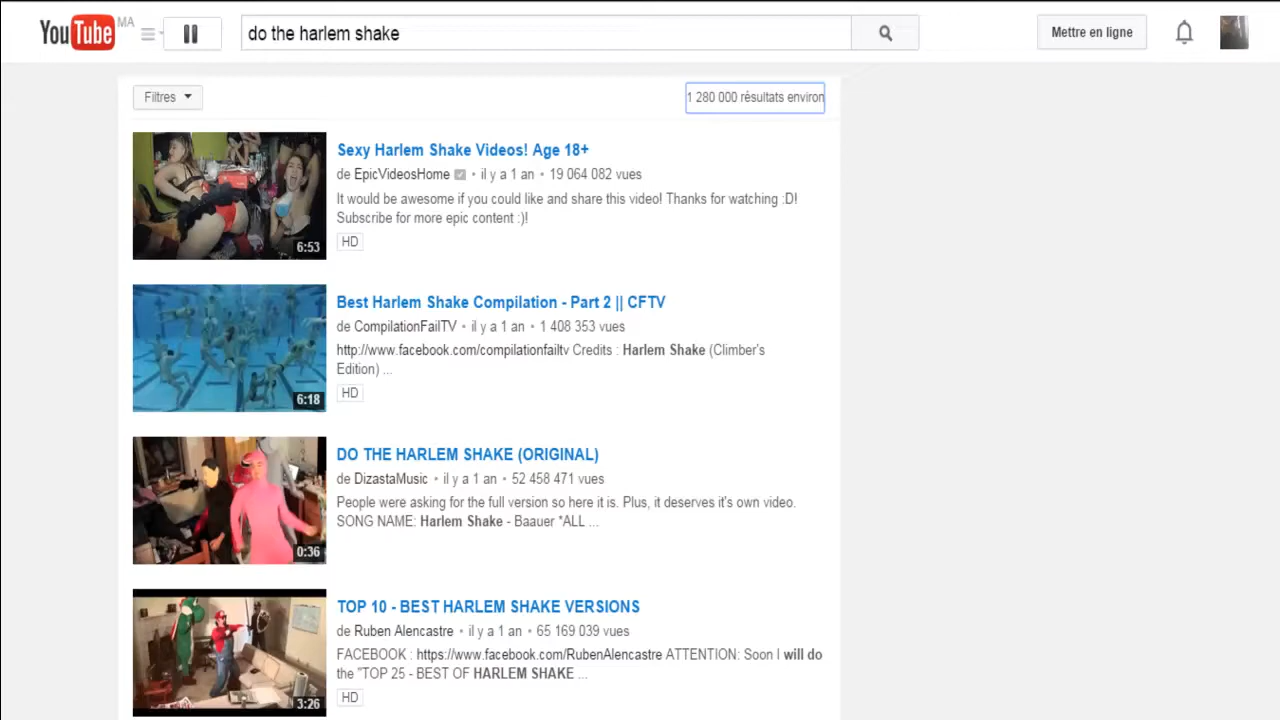 YouTube MA
do the harlem shake
Mettre en ligne
Filtres
1 280 000 résultats environ
Sexy Harlem Shake Videos! Age 18+
de EpicVideosHome • il y a 1 an • 19 064 082 vues
It would be awesome if you could like and share this video! Thanks for watching :D!
Subscribe for more epic content :)!
HD
6:53
Best Harlem Shake Compilation - Part 2 || CFTV
de CompilationFailTV • il y a 1 an • 1 408 353 vues
http://www.facebook.com/compilationfailtv Credits : Harlem Shake (Climber's
Edition) ...
HD
6:18
DO THE HARLEM SHAKE (ORIGINAL)
de DizastaMusic • il y a 1 an • 52 458 471 vues
People were asking for the full version so here it is. Plus, it deserves it's own video.
SONG NAME: Harlem Shake - Baauer *ALL ...
0:36
TOP 10 - BEST HARLEM SHAKE VERSIONS
de Ruben Alencastre • il y a 1 an • 65 169 039 vues
FACEBOOK : https://www.facebook.com/RubenAlencastre ATTENTION: Soon I will do
the "TOP 25 - BEST OF HARLEM SHAKE ...
HD
3:26